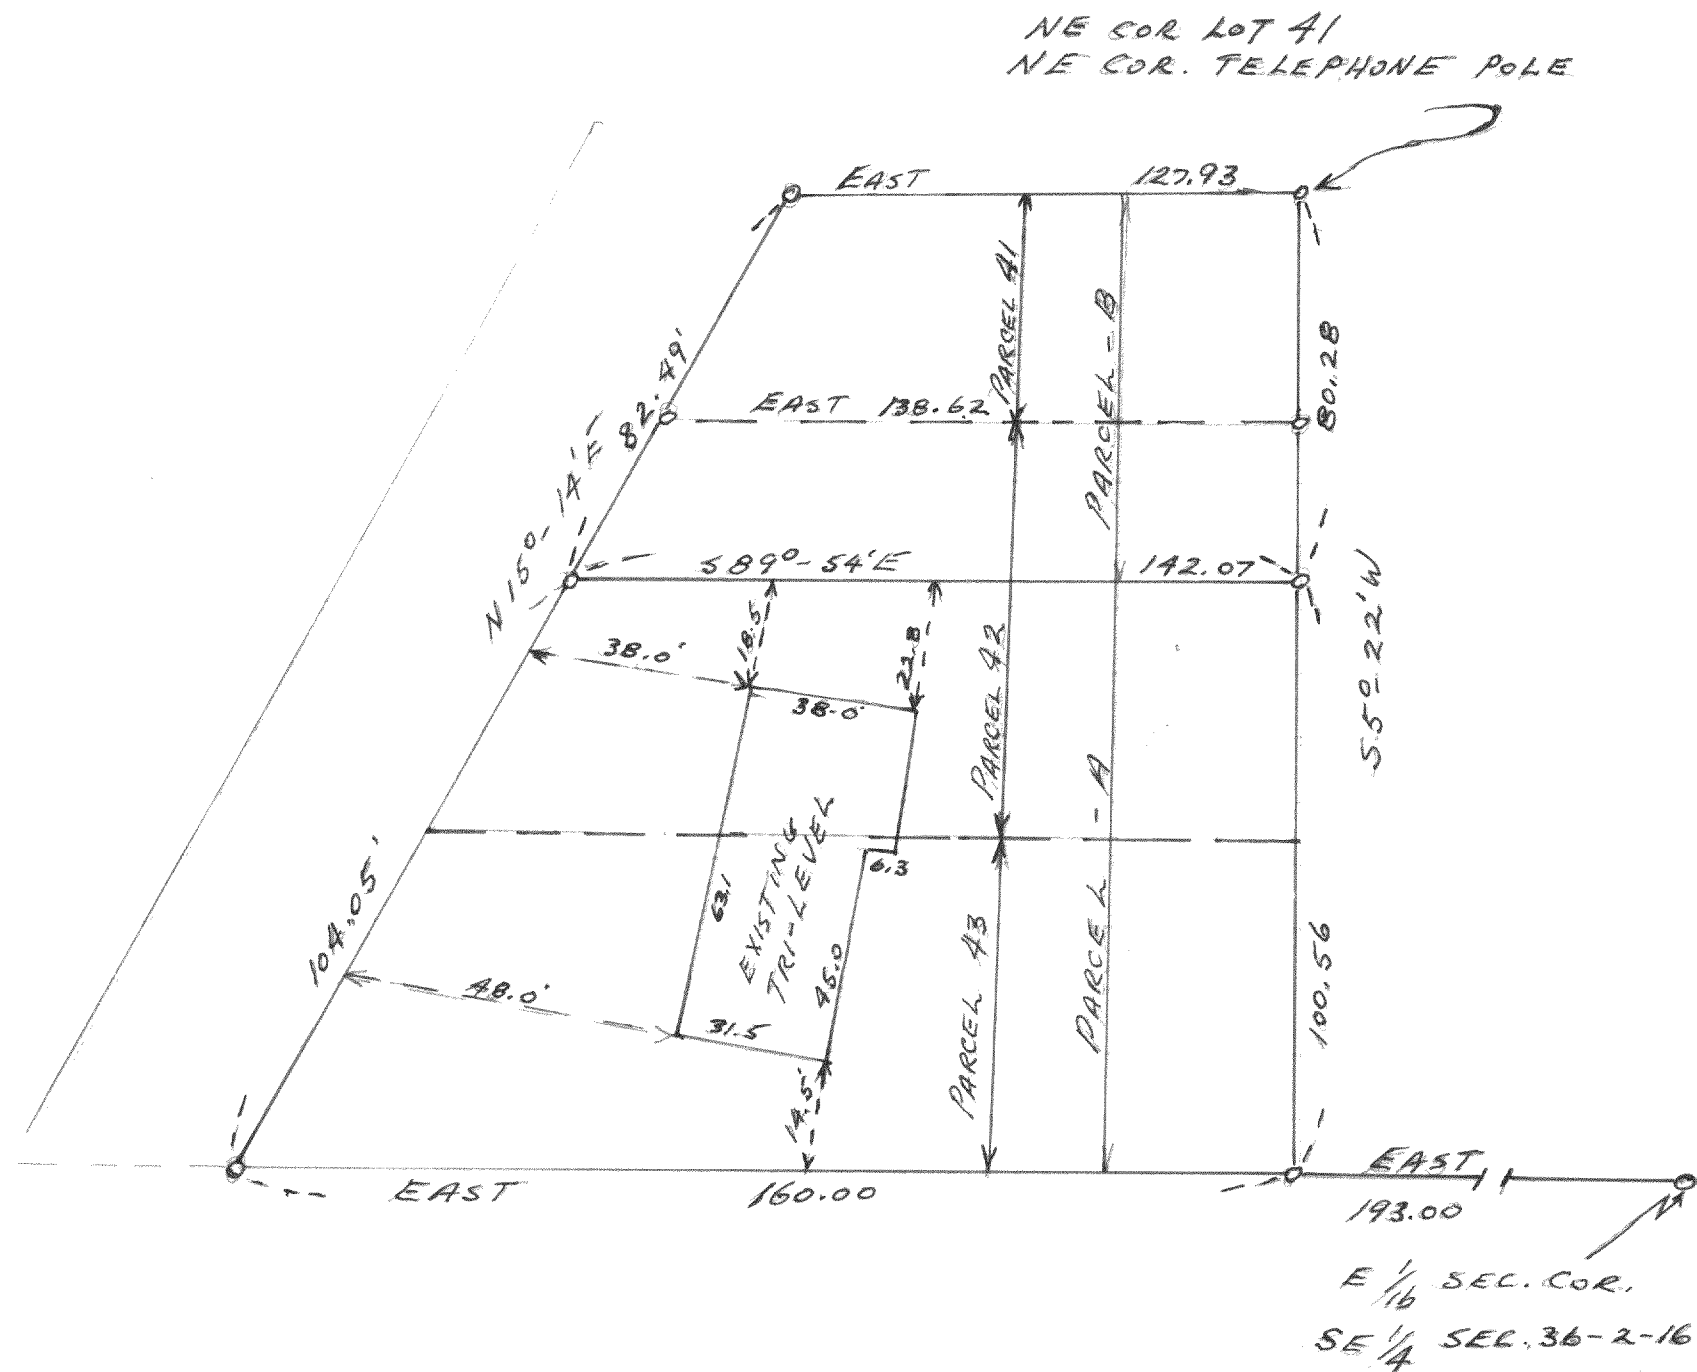 NE COR LOT 41
NE COR. TELEPHONE POLE
EAST 127.93
PARCEL 41
PARCEL - B
80.28
N 15° - 14' E 82.49'
EAST 138.62
S 89° - 54' E 142.07
S 5° 22' W
18.5
38.0'
38.0'
PARCEL 42
PARCEL - A
6.3
EXISTING
TRI-LEVEL
63.1
45.0
104.05'
48.0'
31.5
PARCEL 43
100.56
14.5'
EAST 160.00
EAST
193.00
E 1/16 SEC. COR.
SE 1/4 SEC. 36-2-16